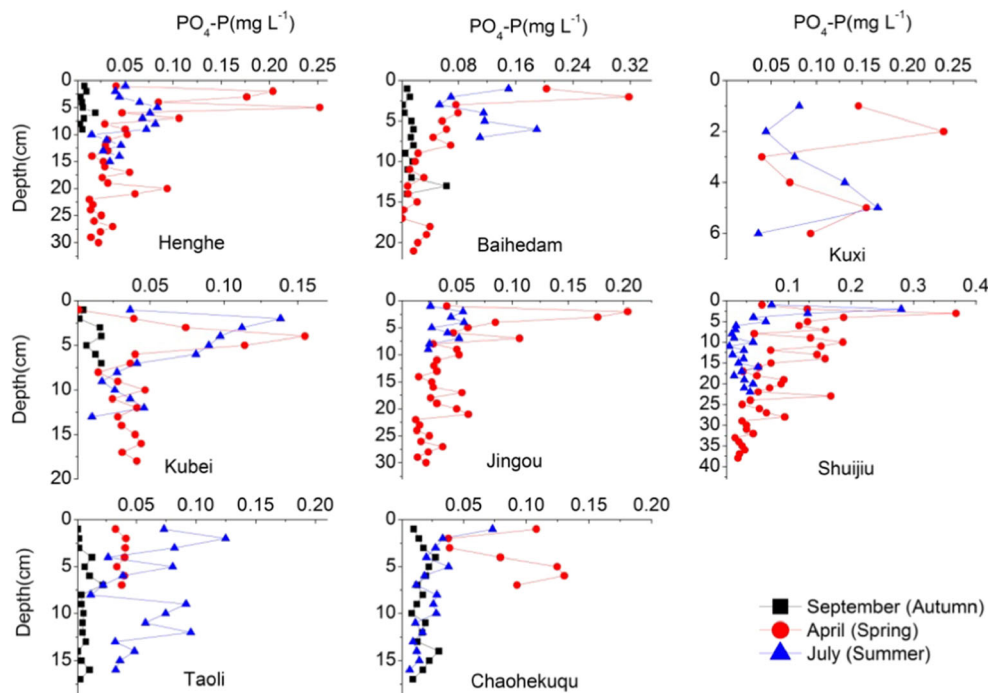 PO4-P(mg L-1) PO4-P(mg L-1) PO4-P(mg L-1)
0.00 0.05 0.10 0.15 0.20 0.25 0.08 0.16 0.24 0.32 0.05 0.10 0.15 0.20 0.25
0 5 10 15 20 25 30
Depth(cm)
Henghe
0 5 10 15 20
Baihedam
0 2 4 6
Kuxi
0.05 0.10 0.15 0.00 0.05 0.10 0.15 0.20 0.0 0.1 0.2 0.3 0.4
0 5 10 15 20
Depth(cm)
Kubei
0 5 10 15 20 25 30
Jingou
0 5 10 15 20 25 30 35 40
Shuijiu
0.05 0.10 0.15 0.20 0.05 0.10 0.15 0.20
0 5 10 15
Depth(cm)
Taoli
0 5 10 15
Chaohekuqu
September (Autumn)
April (Spring)
July (Summer)